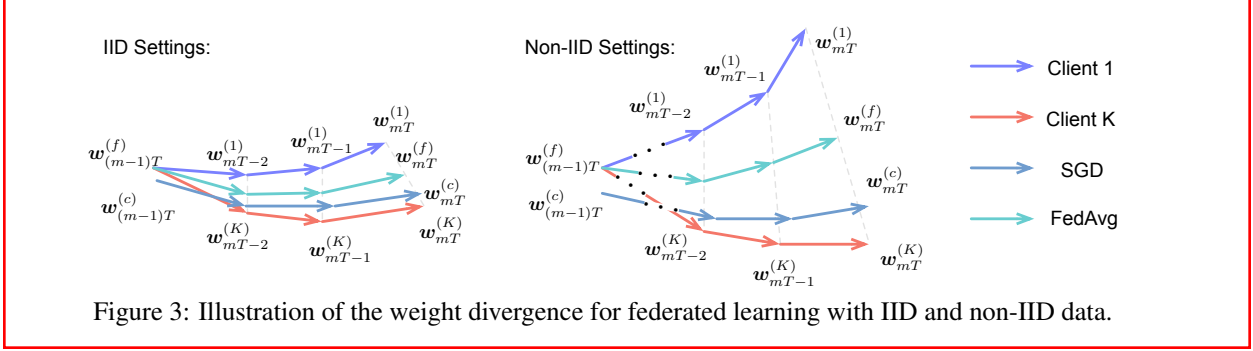 IID Settings:
w_{(m-1)T}^{(f)}
w_{(m-1)T}^{(c)}
w_{mT-2}^{(1)}
w_{mT-1}^{(1)}
w_{mT}^{(1)}
w_{mT}^{(f)}
w_{mT}^{(c)}
w_{mT}^{(K)}
w_{mT-2}^{(K)}
w_{mT-1}^{(K)}
Non-IID Settings:
w_{(m-1)T}^{(f)}
w_{(m-1)T}^{(c)}
w_{mT-2}^{(1)}
w_{mT-1}^{(1)}
w_{mT}^{(1)}
w_{mT}^{(f)}
w_{mT}^{(c)}
w_{mT}^{(K)}
w_{mT-2}^{(K)}
w_{mT-1}^{(K)}
Client 1
Client K
SGD
FedAvg
Figure 3: Illustration of the weight divergence for federated learning with IID and non-IID data.